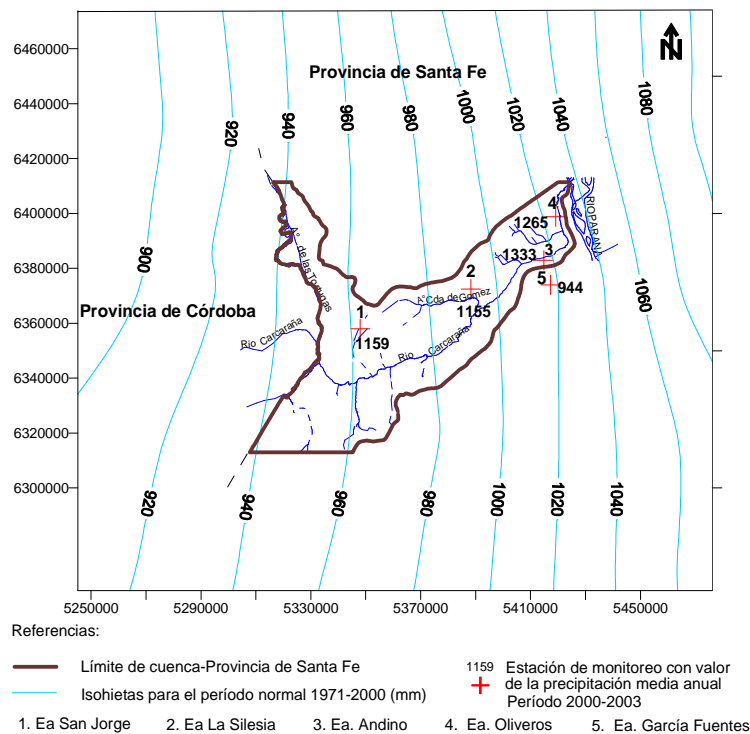 6460000
6440000
6420000
6400000
6380000
6360000
6340000
6320000
6300000
5250000
5290000
5330000
5370000
5410000
5450000
N
Provincia de Santa Fe
Provincia de Córdoba
900
920
940
960
980
1000
1020
1040
1080
1060
920
940
960
980
1000
1020
1040
A°. de las Tortugas
Rio Carcaraña
Rio Carcaraña
A°Cda de Gomez
RIO PARANA
1
1159
2
1155
3
1333
4
1265
5
944
Referencias:
Límite de cuenca-Provincia de Santa Fe
Isohietas para el período normal 1971-2000 (mm)
1159 Estación de monitoreo con valor
de la precipitación media anual
Período 2000-2003
1. Ea San Jorge 2. Ea La Silesia 3. Ea. Andino 4. Ea. Oliveros 5. Ea. García Fuentes